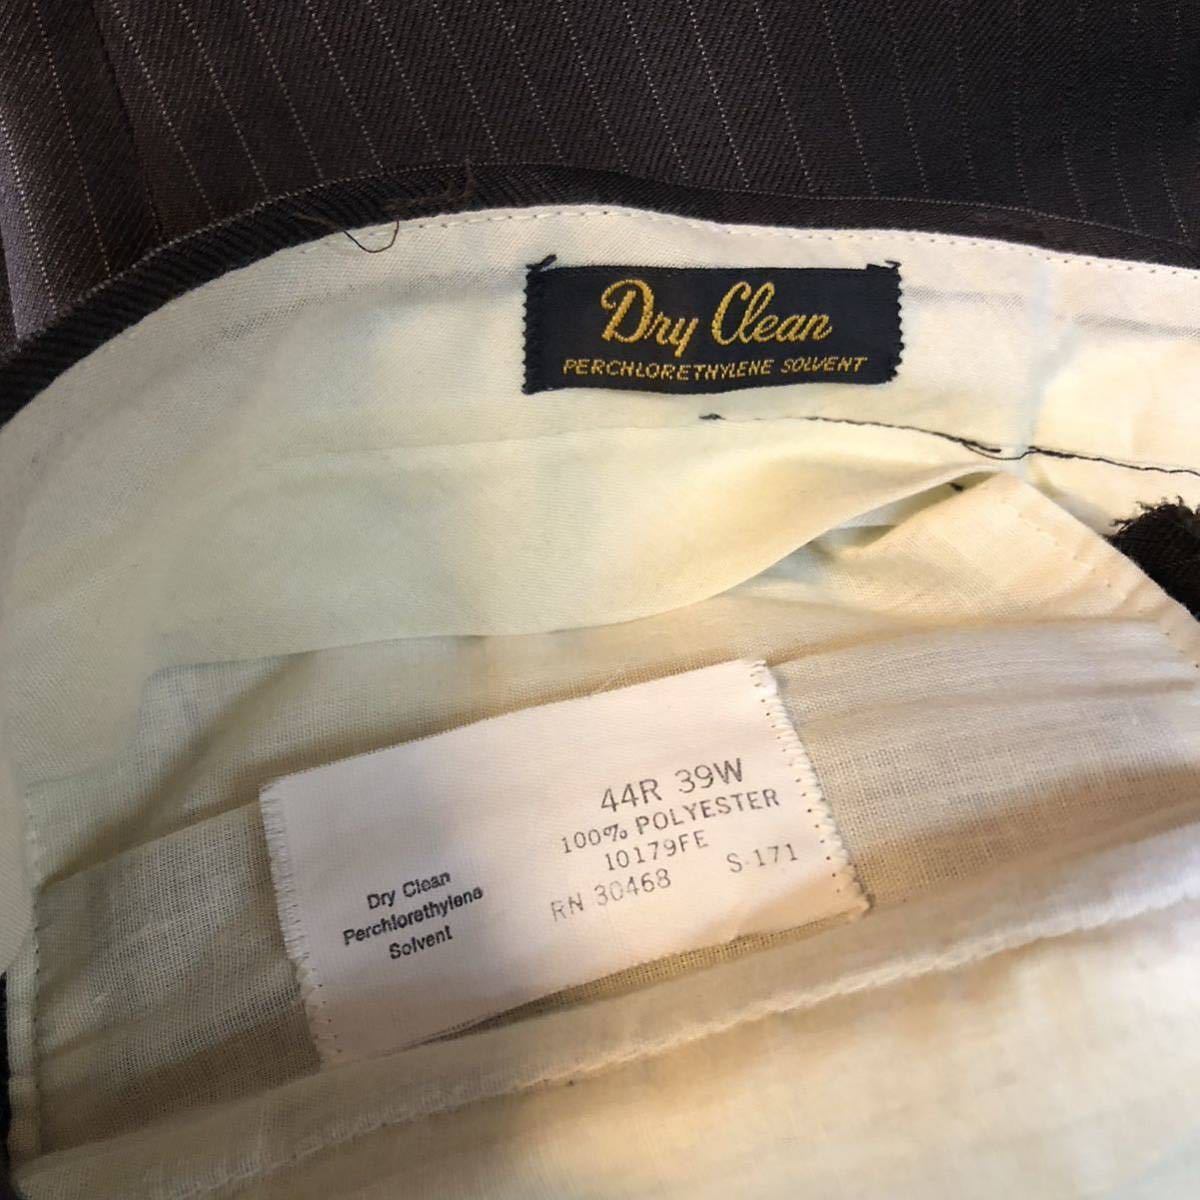 Dry Clean
PERCHLORETHYLENE SOLVENT
44R 39W
100% POLYESTER
10179FE
RN 30468 S-171
Dry Clean
Perchlorethylene
Solvent